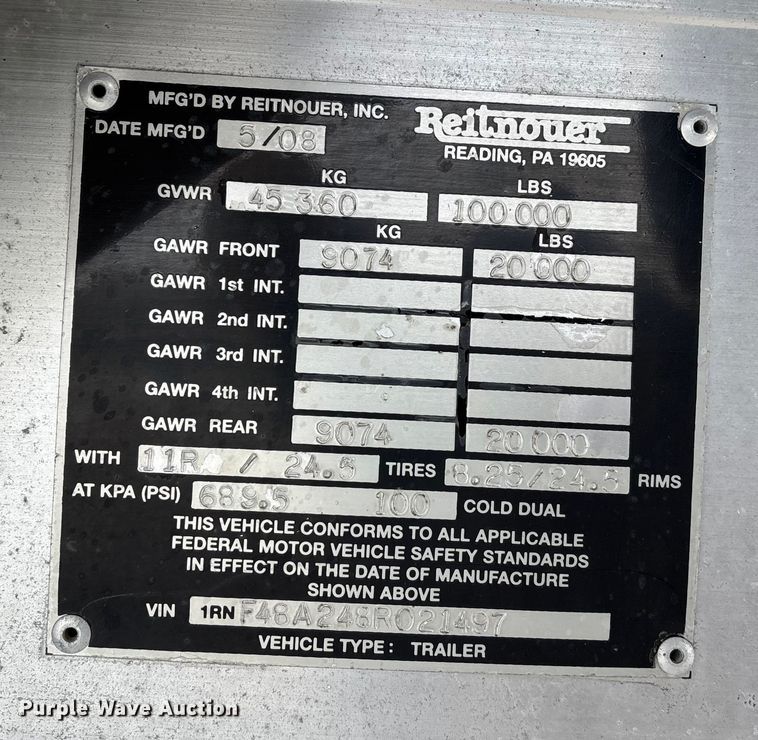 MFG'D BY REITNOUER, INC. Reitnouer
DATE MFG'D 5/08 READING, PA 19605
KG LBS
GVWR 45 360 100 000
KG LBS
GAWR FRONT 9074 20 000
GAWR 1st INT.
GAWR 2nd INT.
GAWR 3rd INT.
GAWR 4th INT.
GAWR REAR 9074 20 000
WITH 11R / 24.5 TIRES 8.25/24.5 RIMS
AT KPA (PSI) 689.5 100 COLD DUAL
THIS VEHICLE CONFORMS TO ALL APPLICABLE
FEDERAL MOTOR VEHICLE SAFETY STANDARDS
IN EFFECT ON THE DATE OF MANUFACTURE
SHOWN ABOVE
VIN 1RN F48A248R021497
VEHICLE TYPE: TRAILER
Purple Wave Auction